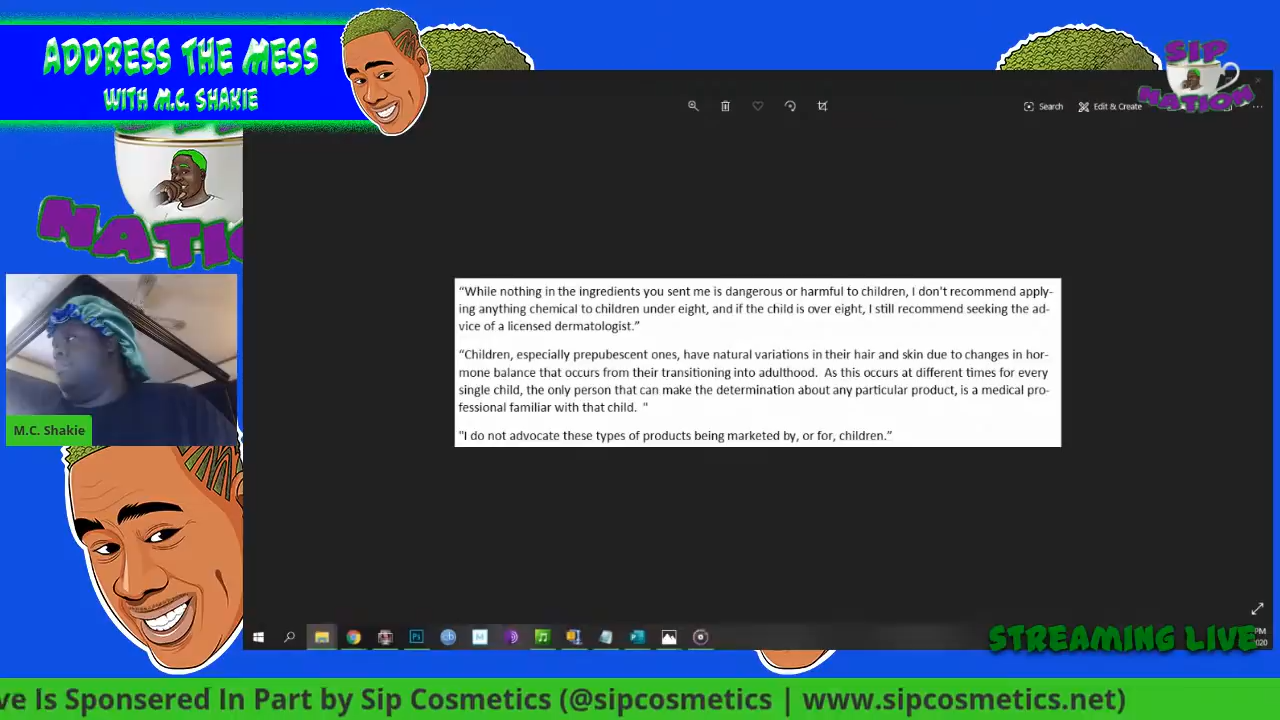 ADDRESS THE MESS
WITH M.C. SHAKIE
SIP
NATION
Search
Edit & Create
“While nothing in the ingredients you sent me is dangerous or harmful to children, I don't recommend apply-
ing anything chemical to children under eight, and if the child is over eight, I still recommend seeking the ad-
vice of a licensed dermatologist.”
“Children, especially prepubescent ones, have natural variations in their hair and skin due to changes in hor-
mone balance that occurs from their transitioning into adulthood.  As this occurs at different times for every
single child, the only person that can make the determination about any particular product, is a medical pro-
fessional familiar with that child.  "
"I do not advocate these types of products being marketed by, or for, children.”
M.C. Shakie
Ps
M
PM
020
STREAMING LIVE
ve Is Sponsered In Part by Sip Cosmetics (@sipcosmetics | www.sipcosmetics.net)